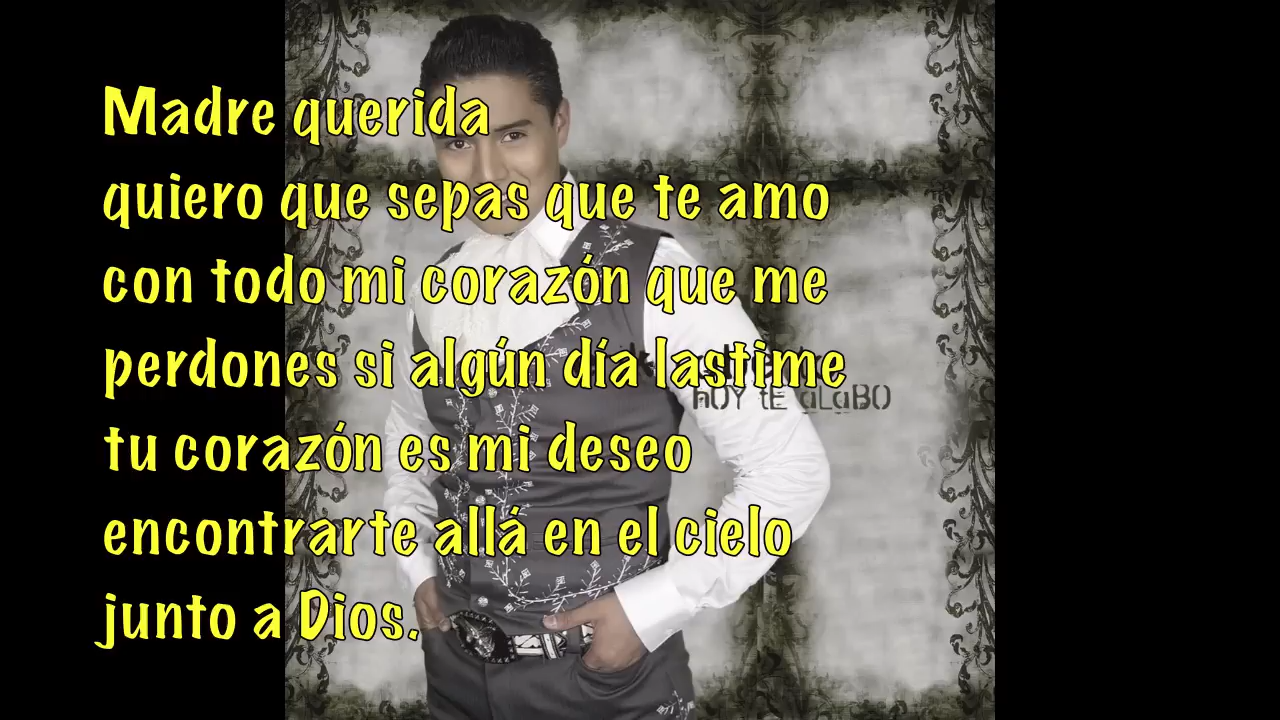 Madre querida
quiero que sepas que te amo
con todo mi corazón que me
perdones si algún día lastime
hOY tE aLaBO
tu corazón es mi deseo
encontrarte allá en el cielo
junto a Dios.